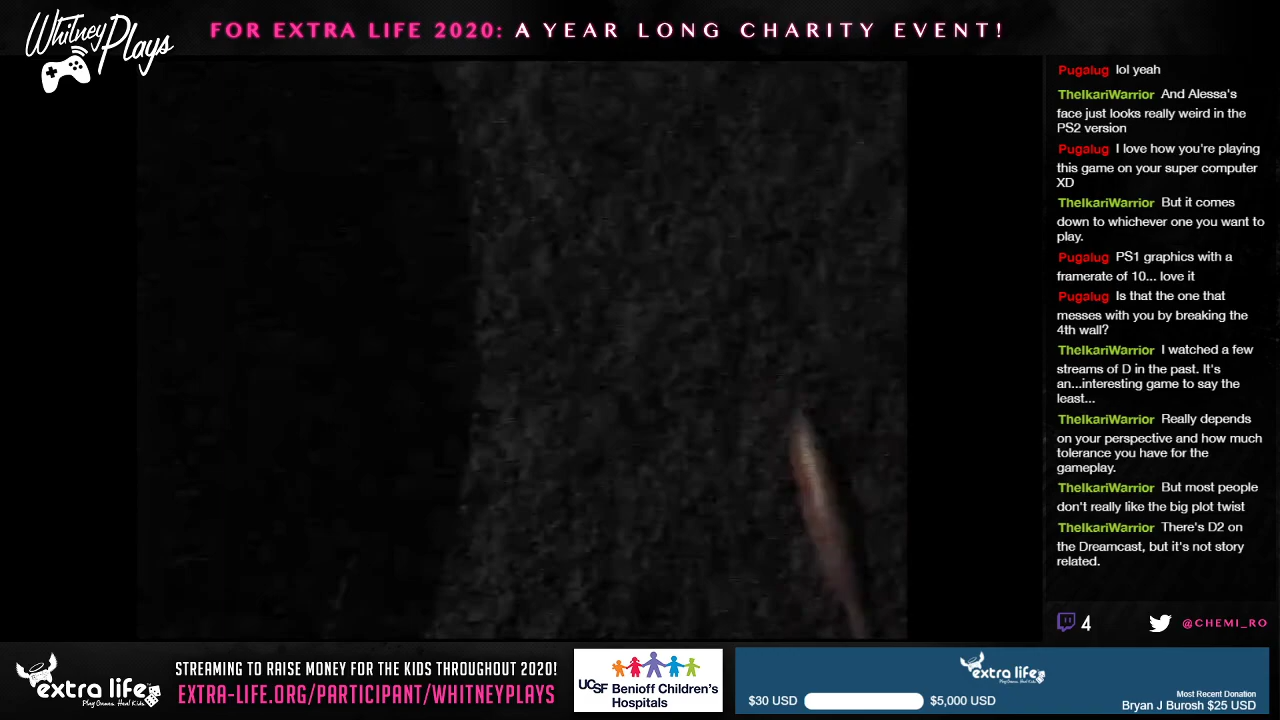 Whitney Plays
FOR EXTRA LIFE 2020: A YEAR LONG CHARITY EVENT!
Pugalug lol yeah
TheIkariWarrior And Alessa's
face just looks really weird in the
PS2 version
Pugalug I love how you're playing
this game on your super computer
XD
TheIkariWarrior But it comes
down to whichever one you want to
play.
Pugalug PS1 graphics with a
framerate of 10... love it
Pugalug Is that the one that
messes with you by breaking the
4th wall?
TheIkariWarrior I watched a few
streams of D in the past. It's
an...interesting game to say the
least...
TheIkariWarrior Really depends
on your perspective and how much
tolerance you have for the
gameplay.
TheIkariWarrior But most people
don't really like the big plot twist
TheIkariWarrior There's D2 on
the Dreamcast, but it's not story
related.
4
@CHEMI_RO
extra life
Play Games. Heal Kids.
STREAMING TO RAISE MONEY FOR THE KIDS THROUGHOUT 2020!
EXTRA-LIFE.ORG/PARTICIPANT/WHITNEYPLAYS
UCSF Benioff Children's
Hospitals
extra life
Play Games. Heal Kids.
$30 USD
$5,000 USD
Most Recent Donation
Bryan J Burosh $25 USD